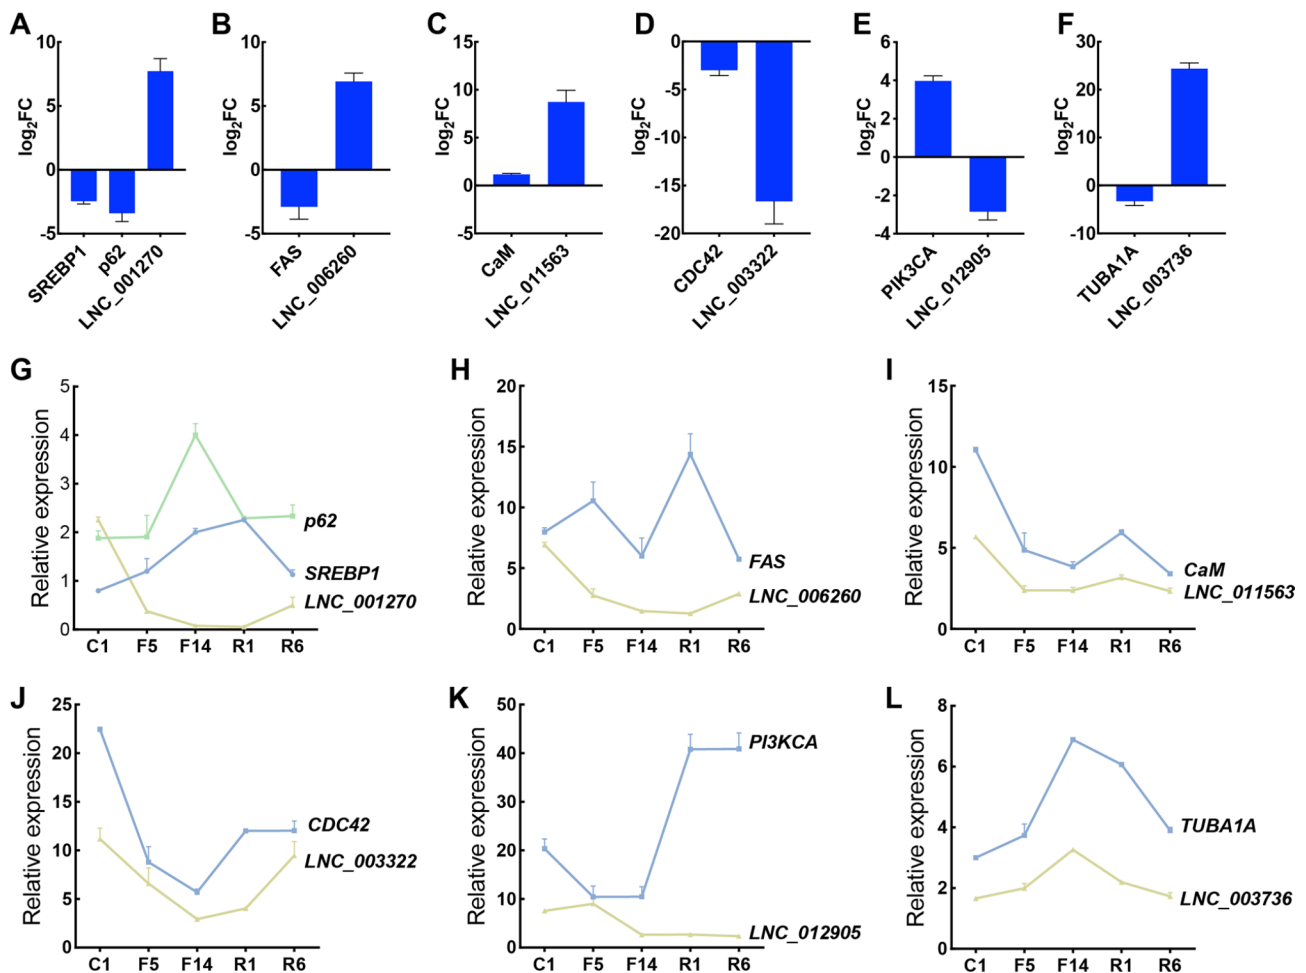 A
B
C
D
E
F
log2FC
10
5
0
-5
SREBP1
p62
LNC_001270
log2FC
10
5
0
-5
FAS
LNC_006260
log2FC
15
10
5
0
-5
CaM
LNC_011563
log2FC
0
-5
-10
-15
-20
CDC42
LNC_003322
log2FC
6
4
2
0
-2
-4
PIK3CA
LNC_012905
log2FC
30
20
10
0
-10
TUBA1A
LNC_003736
G
Relative expression
5
4
3
2
1
0
p62
SREBP1
LNC_001270
C1 F5 F14 R1 R6
H
Relative expression
20
15
10
5
0
FAS
LNC_006260
C1 F5 F14 R1 R6
I
Relative expression
15
10
5
0
CaM
LNC_011563
C1 F5 F14 R1 R6
J
Relative expression
25
20
15
10
5
0
CDC42
LNC_003322
C1 F5 F14 R1 R6
K
Relative expression
50
40
30
20
10
0
PI3KCA
LNC_012905
C1 F5 F14 R1 R6
L
Relative expression
8
6
4
2
0
TUBA1A
LNC_003736
C1 F5 F14 R1 R6